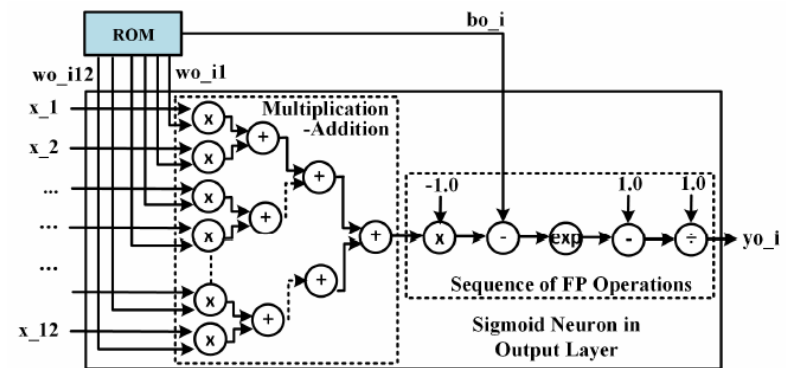 ROM
bo_i
wo_i12
wo_i1
x_1
x_2
...
...
...
x_12
Multiplication
-Addition
x
x
x
x
x
x
+
+
+
+
+
+
-1.0
1.0
1.0
x
-
exp
-
÷
yo_i
Sequence of FP Operations
Sigmoid Neuron in
Output Layer